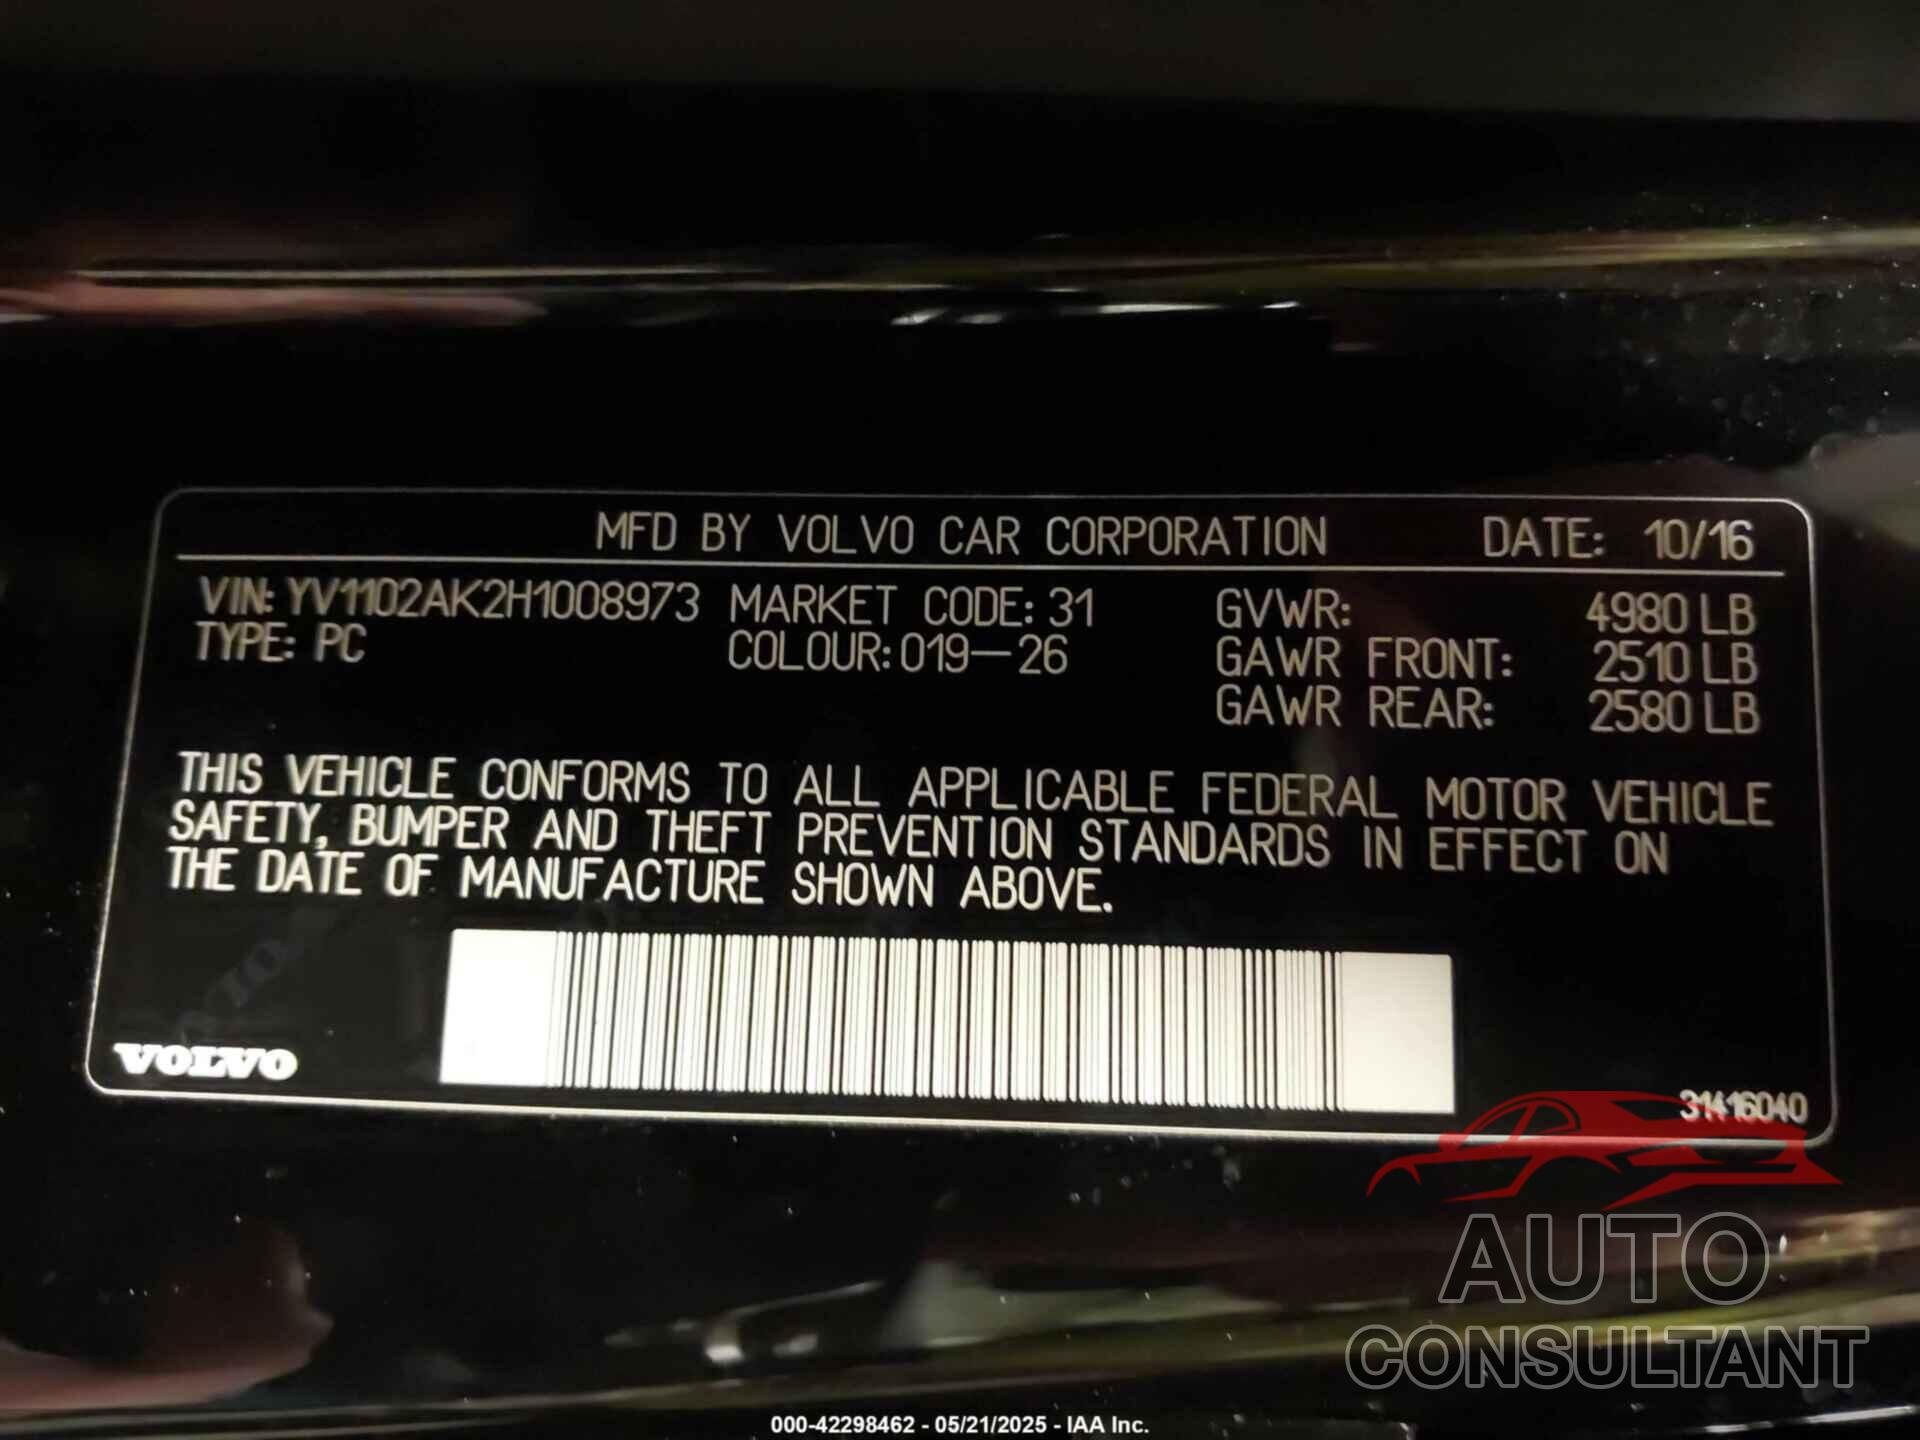 MFD BY VOLVO CAR CORPORATION DATE: 10/16
VIN: YV1102AK2H1008973 MARKET CODE: 31 GVWR: 4980 LB
TYPE: PC COLOUR: 019-26 GAWR FRONT: 2510 LB
GAWR REAR: 2580 LB
THIS VEHICLE CONFORMS TO ALL APPLICABLE FEDERAL MOTOR VEHICLE
SAFETY, BUMPER AND THEFT PREVENTION STANDARDS IN EFFECT ON
THE DATE OF MANUFACTURE SHOWN ABOVE.
VOLVO
31416040
AUTO
CONSULTANT
000-42298462 - 05/21/2025 - IAA Inc.